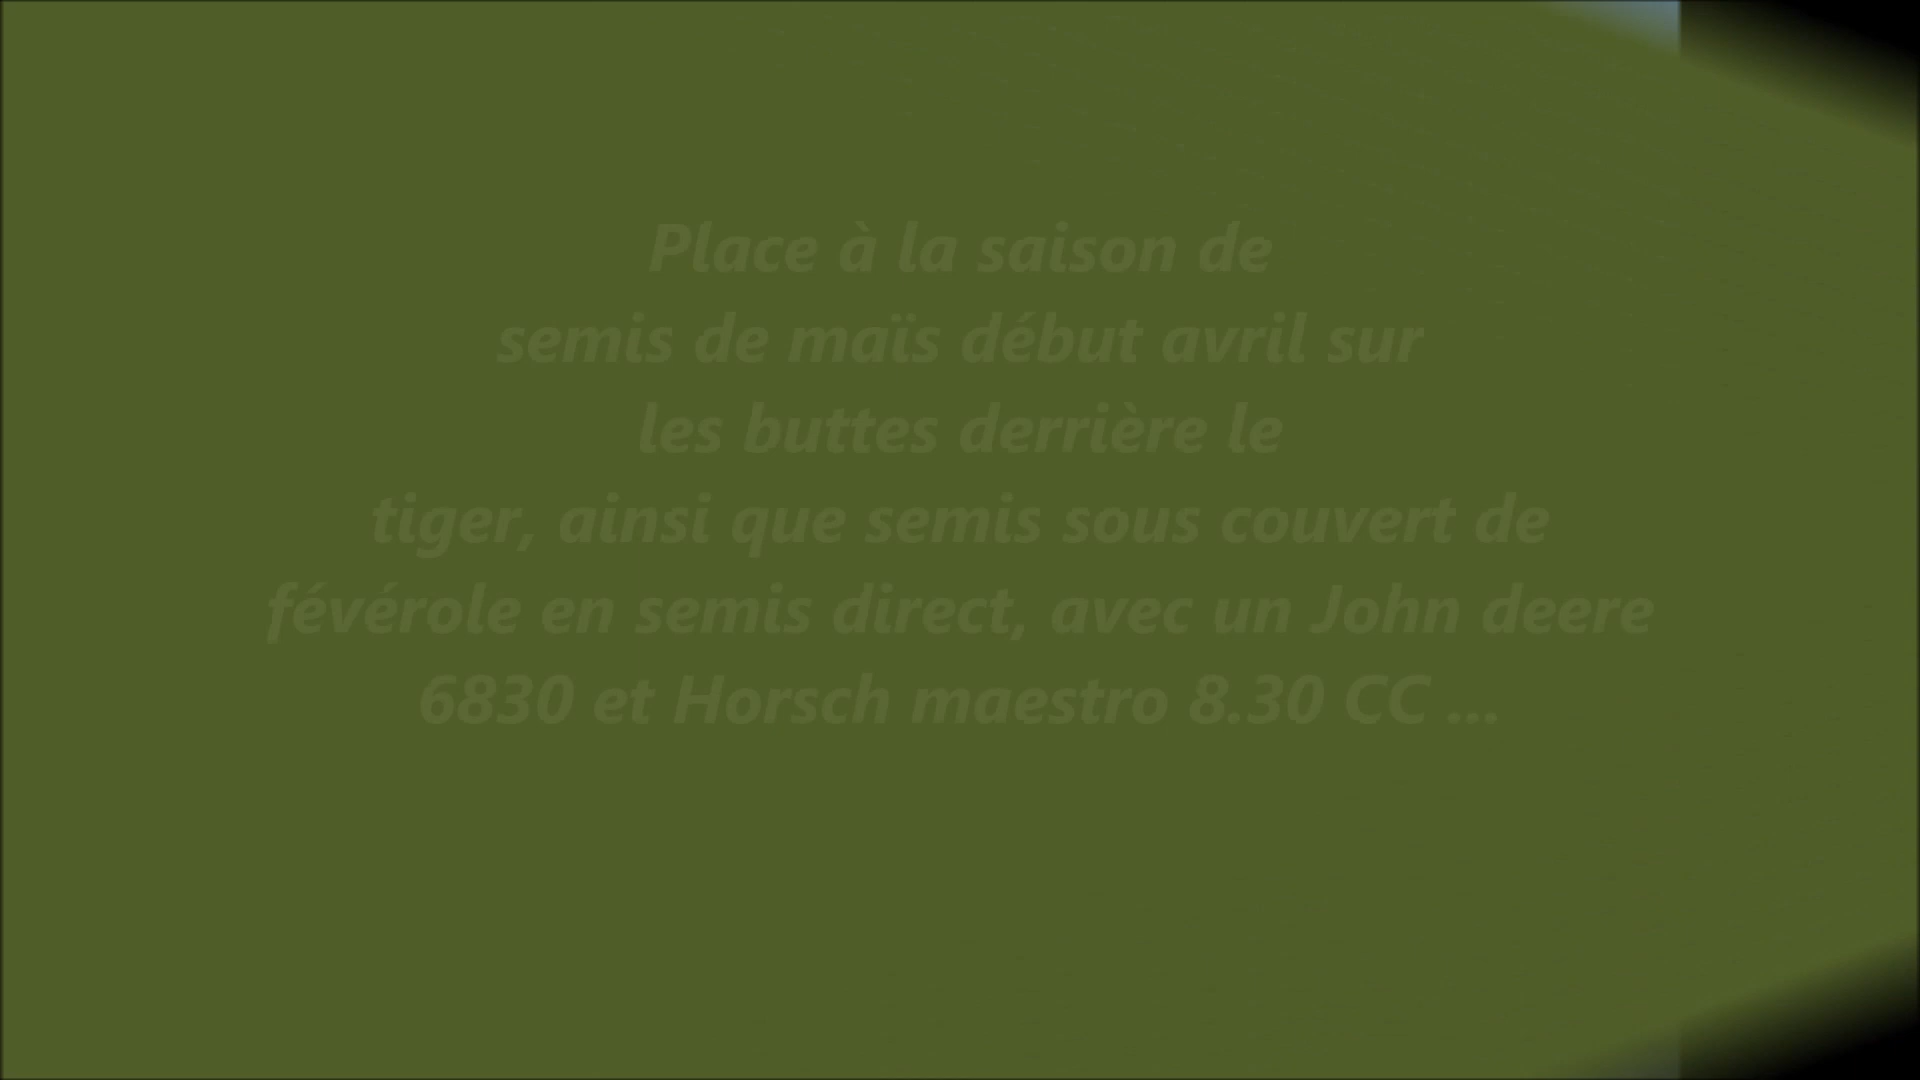 Place à la saison de
semis de maïs début avril sur
les buttes derrière le
tiger, ainsi que semis sous couvert de
févérole en semis direct, avec un John deere
6830 et Horsch maestro 8.30 CC ...